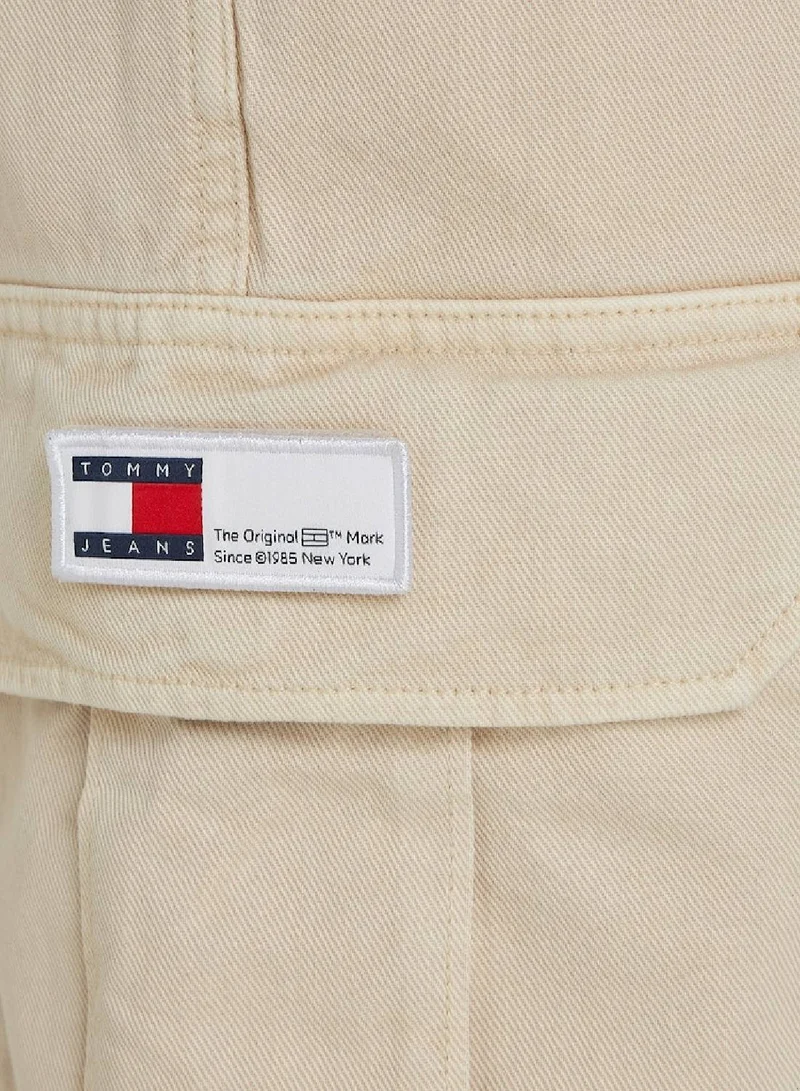 TOMMY
JEANS
The Original ™ Mark
Since ©1985 New York